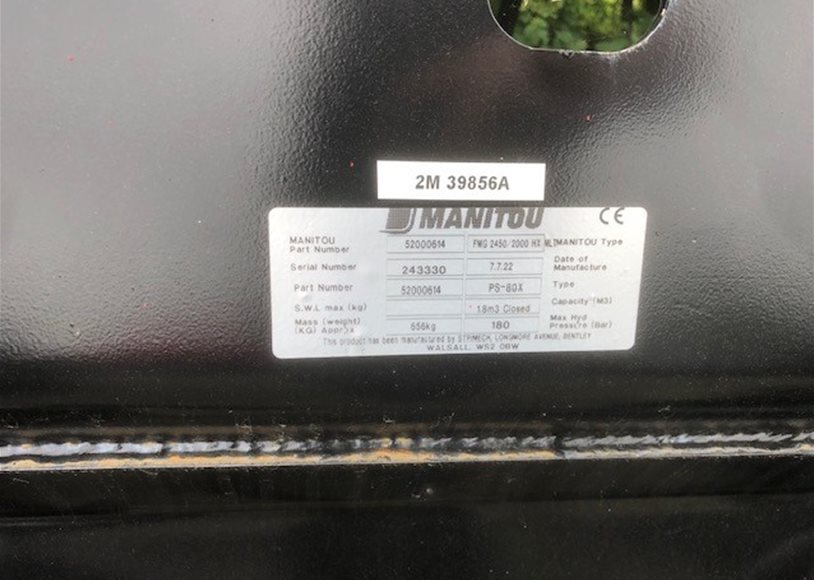 2M 39856A
MANITOU CE
MANITOU Part Number 52000614 FWG 2450/2000 HX MLT MANITOU Type
Serial Number 243330 7.7.22 Date of Manufacture
Part Number 52000614 PS-80X Type
S.W.L max (kg) 1.8m3 Closed Capacity (M3)
Mass (weight) (KG) Appr>x 656kg 180 Max Hyd Pressure (Bar)
This product has been manufactured by STRIMECH, LONGMORE AVENUE, BENTLEY
WALSALL, WS2 0BW